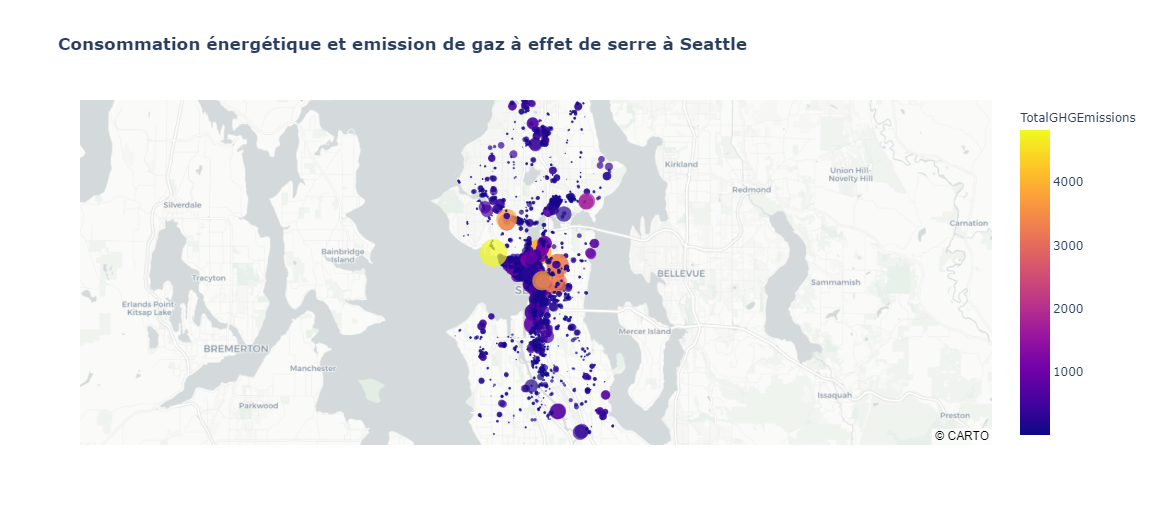 Consommation énergétique et emission de gaz à effet de serre à Seattle
TotalGHGEmissions
4000
3000
2000
1000
Kirkland
Union Hill-
Novelty Hill
Redmond
Silverdale
Carnation
Bainbridge
Island
BELLEVUE
Tracyton
Sammamish
Erlands Point-
Kitsap Lake
Mercer Island
BREMERTON
Manchester
Issaquah
Parkwood
Preston
© CARTO